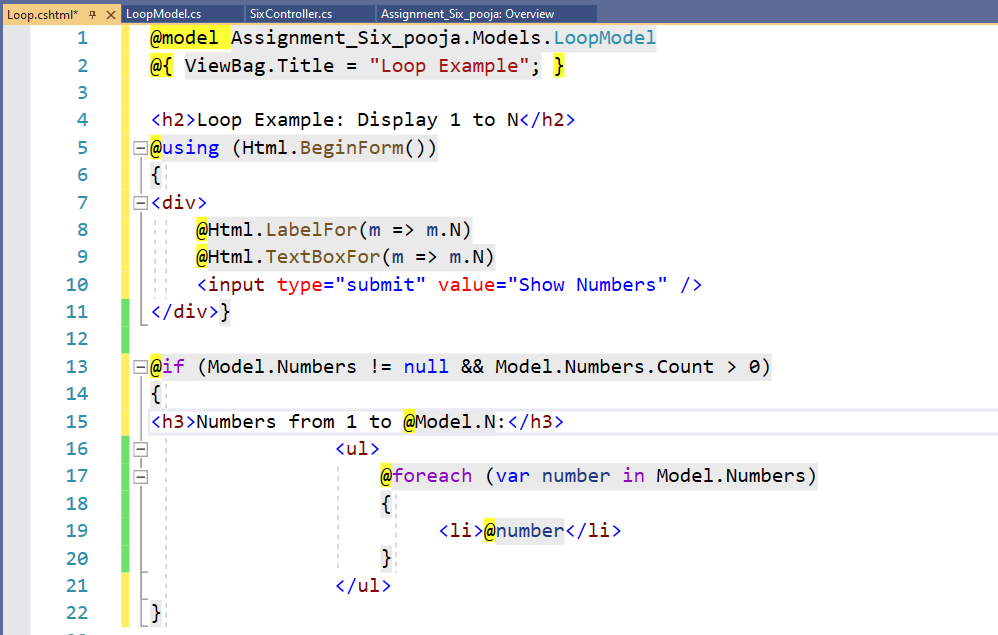 Loop.cshtml* LoopModel.cs SixController.cs Assignment_Six_pooja: Overview
1 @model Assignment_Six_pooja.Models.LoopModel
2 @{ ViewBag.Title = "Loop Example"; }
3
4 <h2>Loop Example: Display 1 to N</h2>
5 @using (Html.BeginForm())
6 {
7 <div>
8 @Html.LabelFor(m => m.N)
9 @Html.TextBoxFor(m => m.N)
10 <input type="submit" value="Show Numbers" />
11 </div>}
12
13 @if (Model.Numbers != null && Model.Numbers.Count > 0)
14 {
15 <h3>Numbers from 1 to @Model.N:</h3>
16 <ul>
17 @foreach (var number in Model.Numbers)
18 {
19 <li>@number</li>
20 }
21 </ul>
22 }